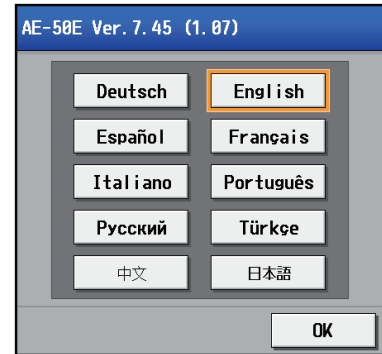 AE-50E Ver.7.45 (1.07)
Deutsch English
Español Français
Italiano Português
Русский Türkçe
中文 日本語
OK